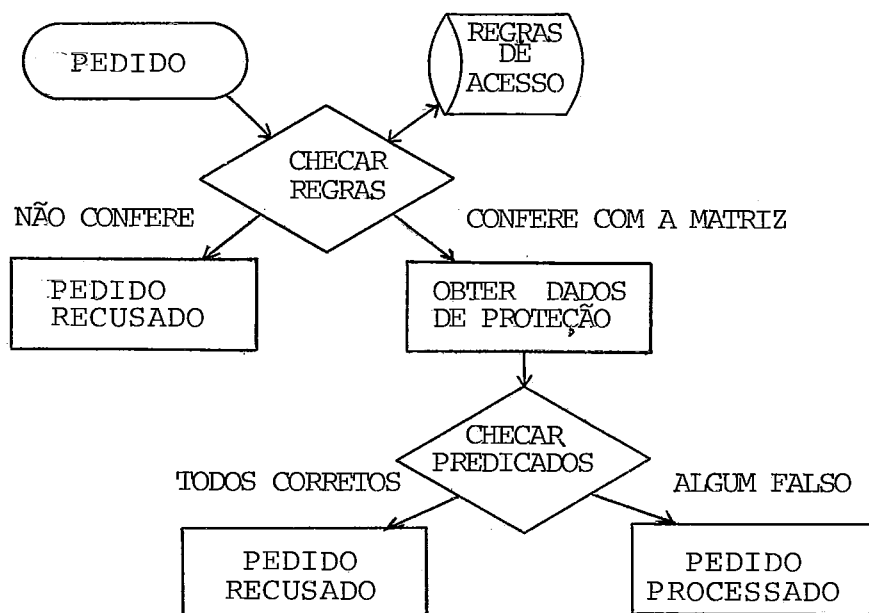 PEDIDO
REGRAS
DE
ACESSO
CHECAR
REGRAS
NÃO CONFERE
CONFERE COM A MATRIZ
PEDIDO
RECUSADO
OBTER DADOS
DE PROTEÇÃO
CHECAR
PREDICADOS
TODOS CORRETOS
ALGUM FALSO
PEDIDO
RECUSADO
PEDIDO
PROCESSADO